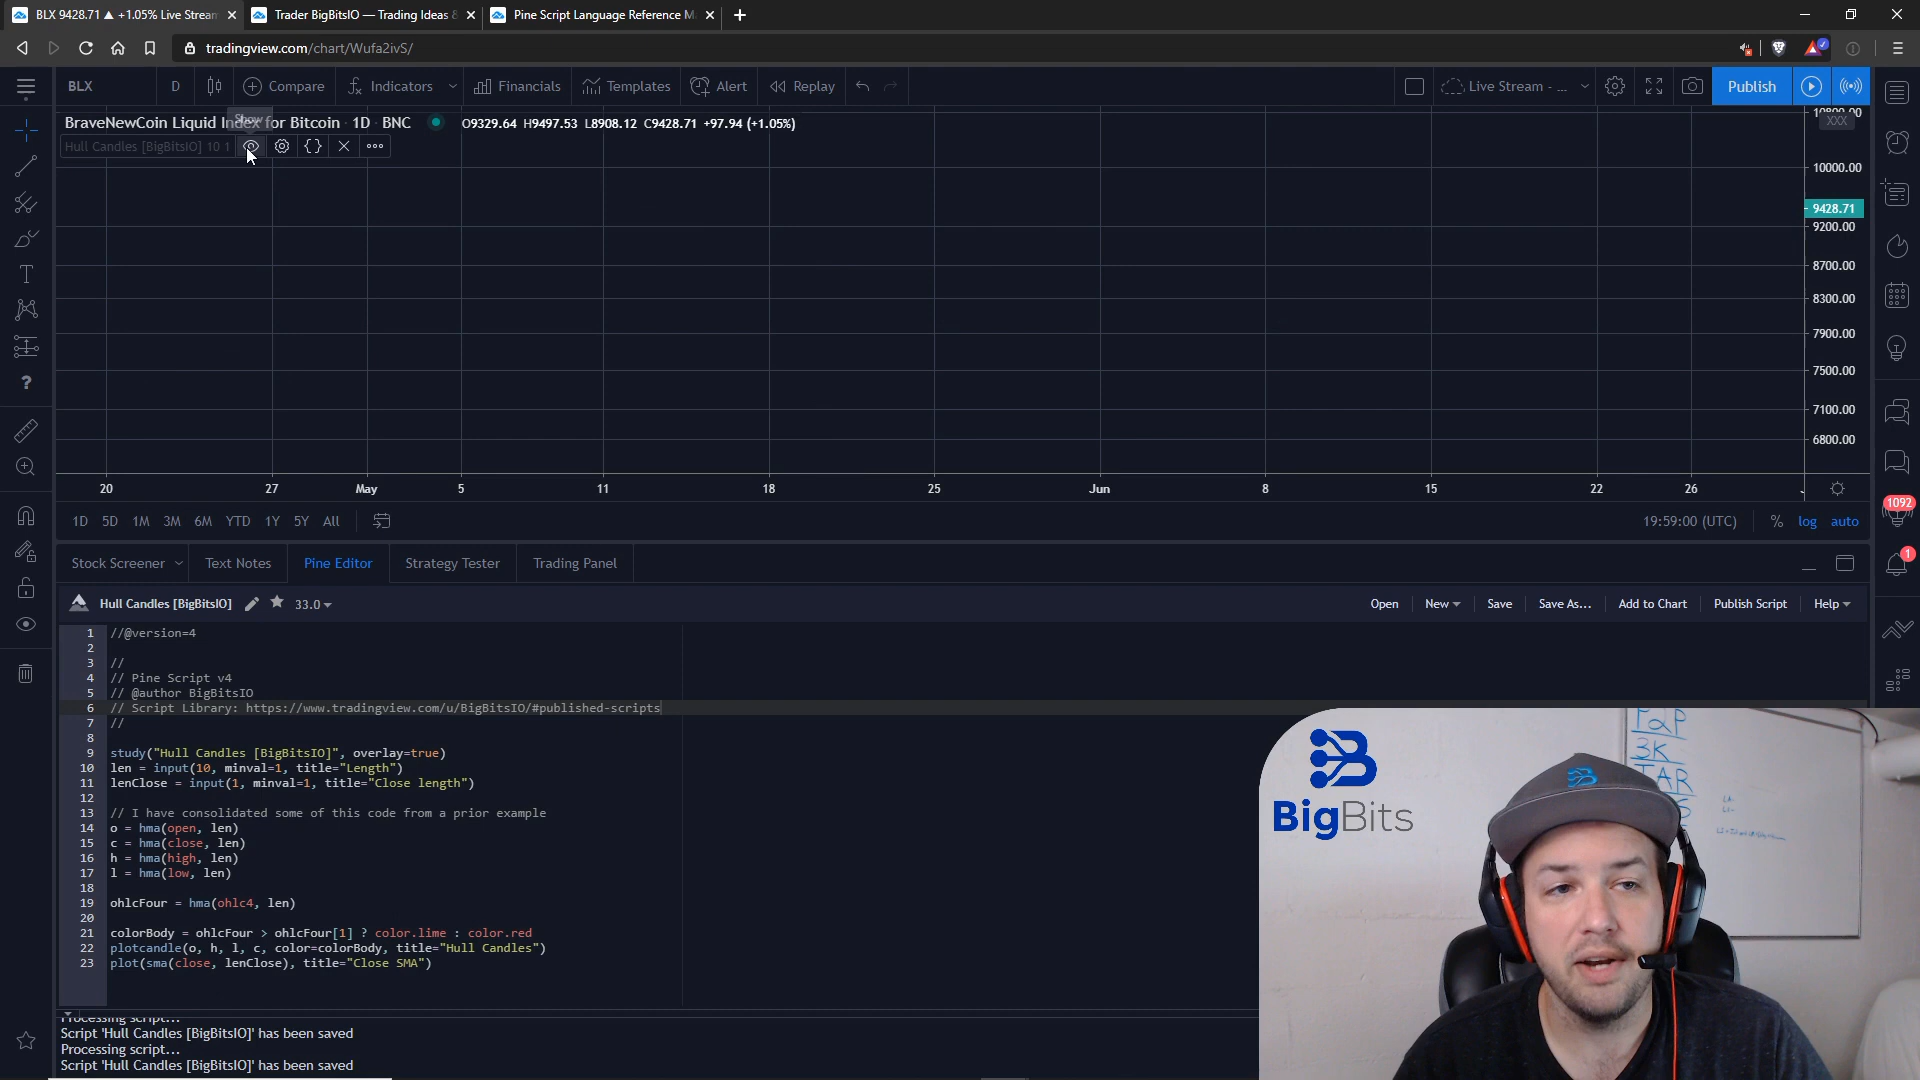 BLX 9428.71 ▲ +1.05% Live Stream
Trader BigBitsIO — Trading Ideas &
Pine Script Language Reference M
tradingview.com/chart/Wufa2ivS/
BLX
D
Compare
Indicators
Financials
Templates
Alert
Replay
Live Stream - ...
Publish
Show
BraveNewCoin Liquid Index for Bitcoin · 1D · BNC
O9329.64 H9497.53 L8908.12 C9428.71 +97.94 (+1.05%)
Hull Candles [BigBitsIO] 10 1
10800.00
XXX
10000.00
9428.71
9200.00
8700.00
8300.00
7900.00
7500.00
7100.00
6800.00
20 27 May 5 11 18 25 Jun 8 15 22 26
1D 5D 1M 3M 6M YTD 1Y 5Y All
19:59:00 (UTC)
% log auto
1092
1
Stock Screener
Text Notes
Pine Editor
Strategy Tester
Trading Panel
Hull Candles [BigBitsIO]
33.0
Open
New
Save
Save As...
Add to Chart
Publish Script
Help
1 //@version=4
2
3 //
4 // Pine Script v4
5 // @author BigBitsIO
6 // Script Library: https://www.tradingview.com/u/BigBitsIO/#published-scripts
7 //
8
9 study("Hull Candles [BigBitsIO]", overlay=true)
10 len = input(10, minval=1, title="Length")
11 lenClose = input(1, minval=1, title="Close length")
12
13 // I have consolidated some of this code from a prior example
14 o = hma(open, len)
15 c = hma(close, len)
16 h = hma(high, len)
17 l = hma(low, len)
18
19 ohlcFour = hma(ohlc4, len)
20
21 colorBody = ohlcFour > ohlcFour[1] ? color.lime : color.red
22 plotcandle(o, h, l, c, color=colorBody, title="Hull Candles")
23 plot(sma(close, lenClose), title="Close SMA")
Processing script...
Script 'Hull Candles [BigBitsIO]' has been saved
Processing script...
Script 'Hull Candles [BigBitsIO]' has been saved
BigBits
P2P
3K
TAR